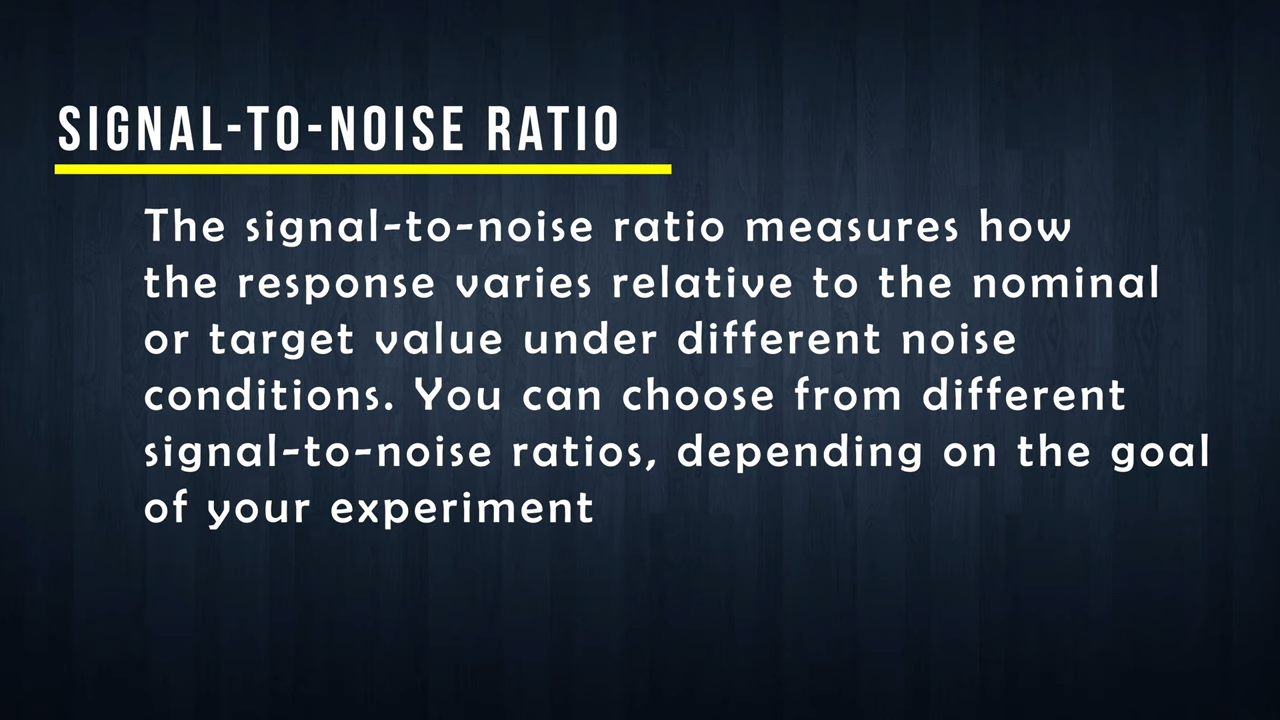 SIGNAL-TO-NOISE RATIO
The signal-to-noise ratio measures how
the response varies relative to the nominal
or target value under different noise
conditions. You can choose from different
signal-to-noise ratios, depending on the goal
of your experiment